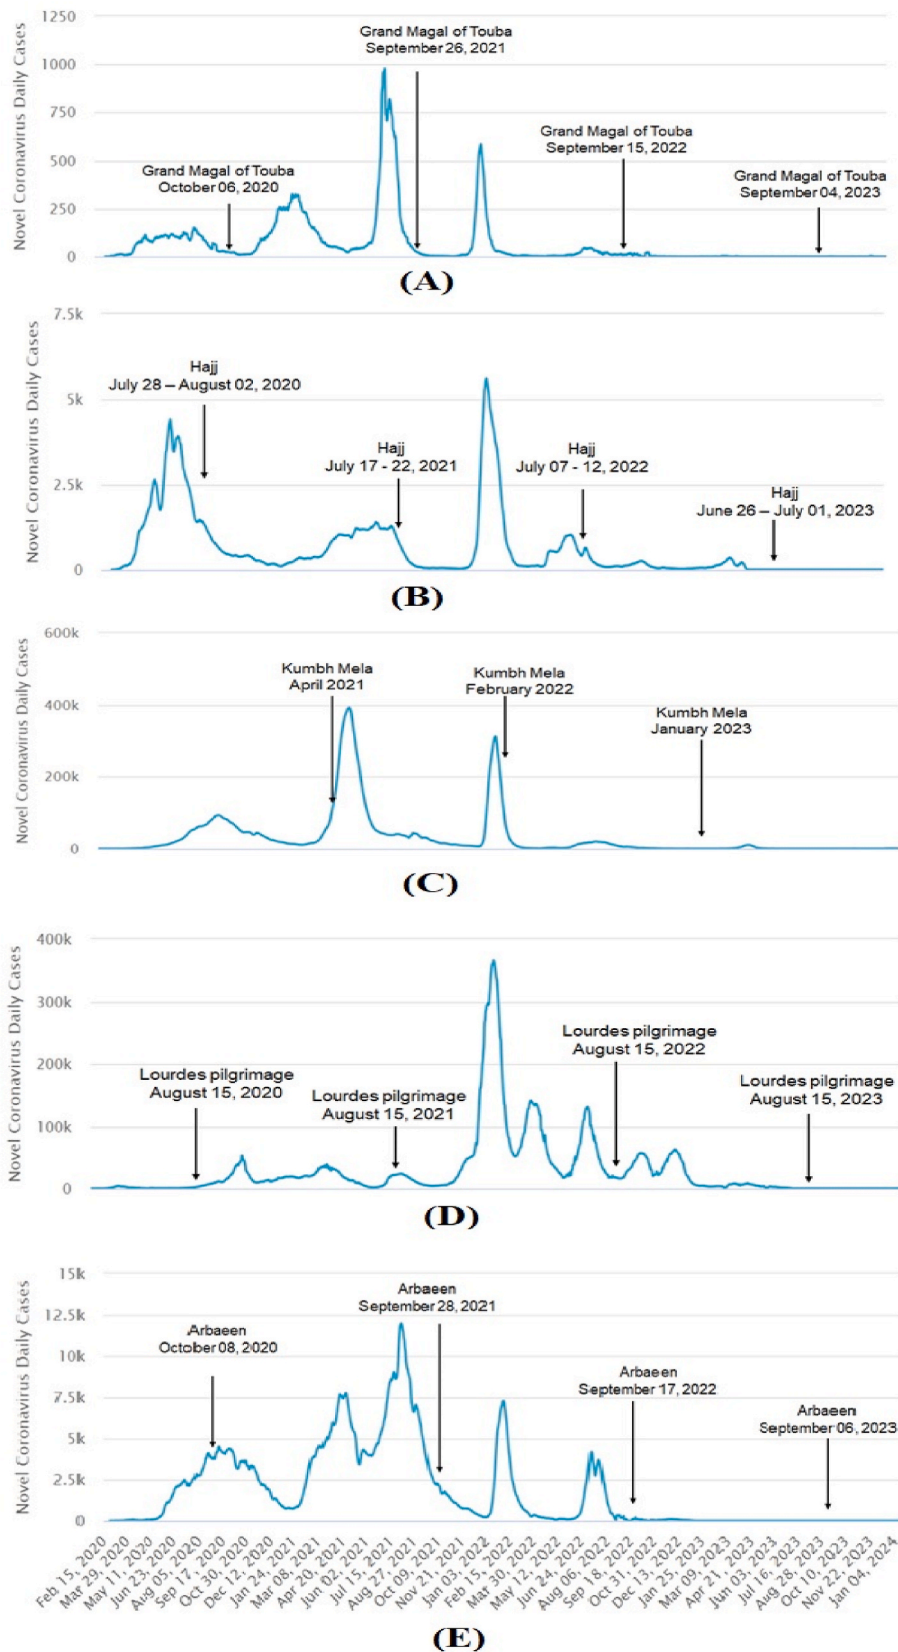 Novel Coronavirus Daily Cases
1250
1000
750
500
250
0
Grand Magal of Touba
September 26, 2021
Grand Magal of Touba
October 06, 2020
Grand Magal of Touba
September 15, 2022
Grand Magal of Touba
September 04, 2023
(A)
Novel Coronavirus Daily Cases
7.5k
5k
2.5k
0
Hajj
July 28 – August 02, 2020
Hajj
July 17 - 22, 2021
Hajj
July 07 - 12, 2022
Hajj
June 26 – July 01, 2023
(B)
Novel Coronavirus Daily Cases
600k
400k
200k
0
Kumbh Mela
April 2021
Kumbh Mela
February 2022
Kumbh Mela
January 2023
(C)
Novel Coronavirus Daily Cases
400k
300k
200k
100k
0
Lourdes pilgrimage
August 15, 2020
Lourdes pilgrimage
August 15, 2021
Lourdes pilgrimage
August 15, 2022
Lourdes pilgrimage
August 15, 2023
(D)
Novel Coronavirus Daily Cases
15k
12.5k
10k
7.5k
5k
2.5k
0
Arbaeen
October 08, 2020
Arbaeen
September 28, 2021
Arbaeen
September 17, 2022
Arbaeen
September 06, 2023
Feb 15, 2020
Mar 29, 2020
May 11, 2020
Jun 23, 2020
Aug 05, 2020
Sep 17, 2020
Oct 30, 2020
Dec 12, 2020
Jan 24, 2021
Mar 08, 2021
Apr 20, 2021
Jun 02, 2021
Jul 15, 2021
Aug 27, 2021
Oct 09, 2021
Nov 21, 2021
Jan 03, 2022
Feb 15, 2022
Mar 30, 2022
May 12, 2022
Jun 24, 2022
Aug 06, 2022
Sep 18, 2022
Oct 31, 2022
Dec 13, 2022
Jan 25, 2023
Mar 09, 2023
Apr 21, 2023
Jun 03, 2023
Jul 16, 2023
Aug 28, 2023
Oct 10, 2023
Nov 22, 2023
Jan 04, 2024
(E)